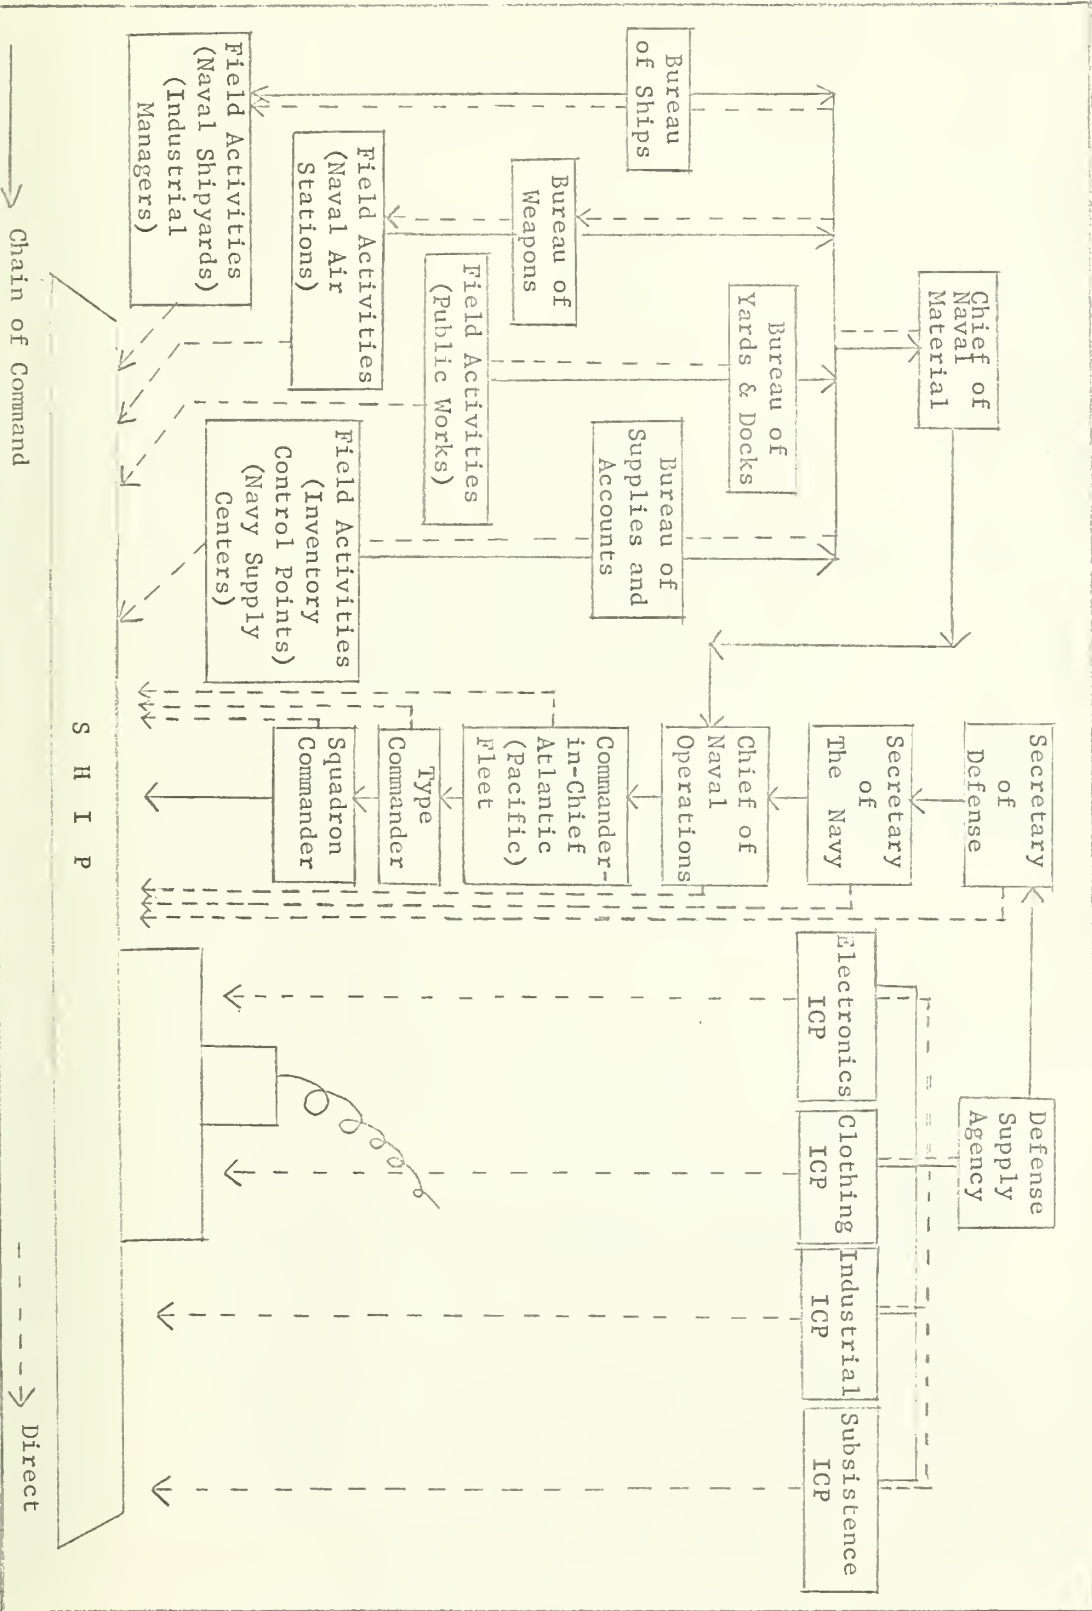 Secretary
of
Defense
Defense
Supply
Agency
Chief of
Naval
Material
Secretary
of
The Navy
Electronics
ICP
Clothing
ICP
Industrial
ICP
Subsistence
ICP
Bureau of
Yards & Docks
Chief of
Naval
Operations
Bureau
of Ships
Bureau of
Supplies and
Accounts
Bureau of
Weapons
Commander-
in-Chief
Atlantic
(Pacific)
Fleet
Field Activities
(Public Works)
Type
Commander
Field Activities
(Naval Air
Stations)
Squadron
Commander
Field Activities
(Inventory
Control Points)
(Navy Supply
Centers)
Field Activities
(Naval Shipyards)
(Industrial
Managers)
S H I P
Chain of Command
Direct